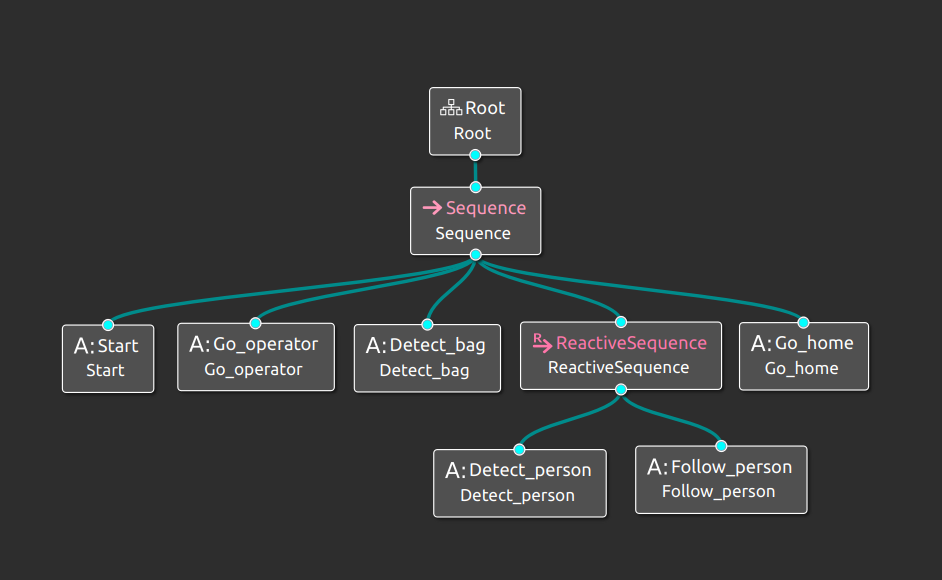 Root
Root
Sequence
Sequence
A: Start
Start
A: Go_operator
Go_operator
A: Detect_bag
Detect_bag
R ReactiveSequence
ReactiveSequence
A: Go_home
Go_home
A: Detect_person
Detect_person
A: Follow_person
Follow_person